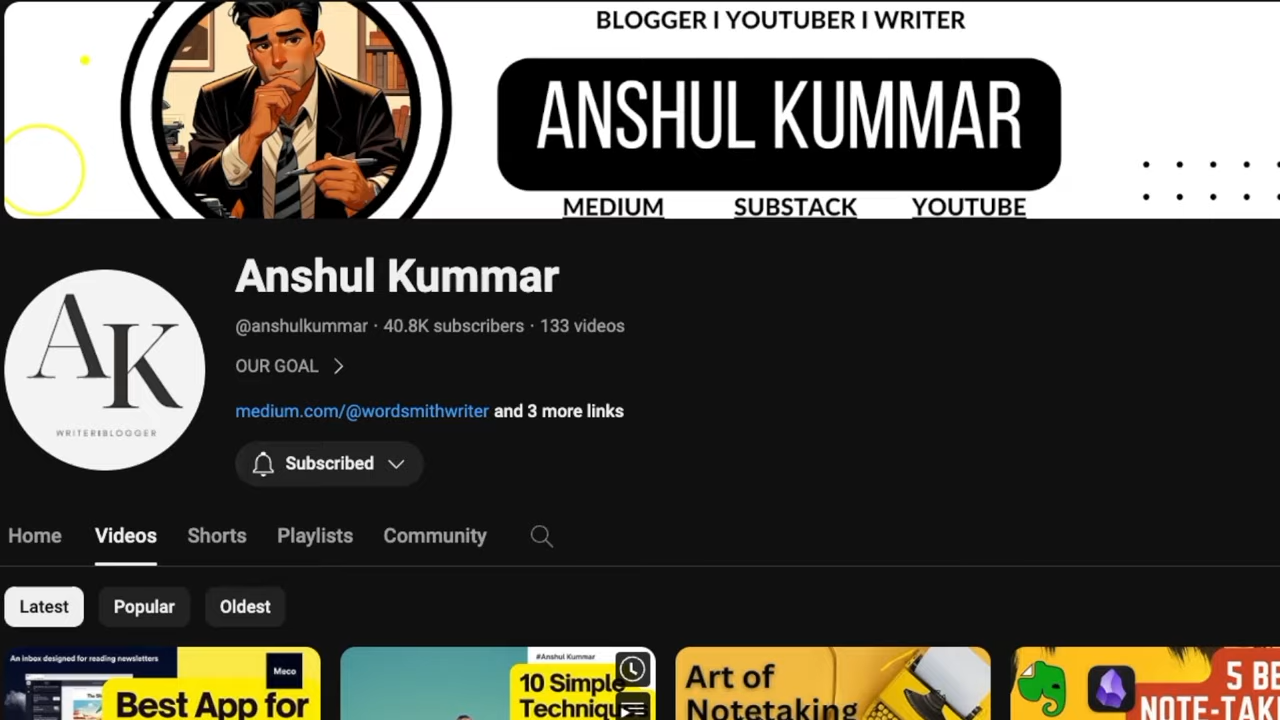 BLOGGER I YOUTUBER I WRITER
ANSHUL KUMMAR
MEDIUM SUBSTACK YOUTUBE
Anshul Kummar
@anshulkummar · 40.8K subscribers · 133 videos
OUR GOAL
medium.com/@wordsmithwriter and 3 more links
AK
WRITER&BLOGGER
Subscribed
Home Videos Shorts Playlists Community
Latest Popular Oldest
An inbox designed for reading newsletters
Meco
Best App for
#Anshul Kummar
10 Simple
Techniqu
Art of
Notetaking
5 BE
NOTE-TAK